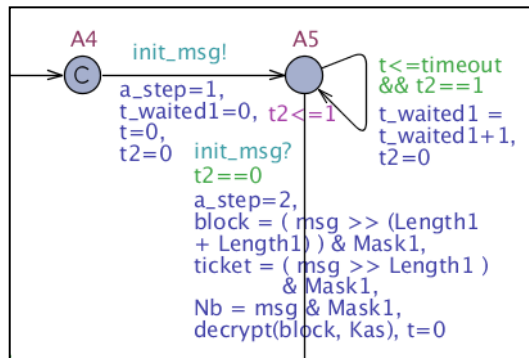 A4
init_msg!
A5
C
a_step=1,
t_waited1=0,
t=0,
t2=0
t2<=1
t<=timeout
&& t2==1
t_waited1 =
t_waited1+1,
t2=0
init_msg?
t2==0
a_step=2,
block = ( msg >> (Length1
+ Length1) ) & Mask1,
ticket = ( msg >> Length1 )
& Mask1,
Nb = msg & Mask1,
decrypt(block, Kas), t=0